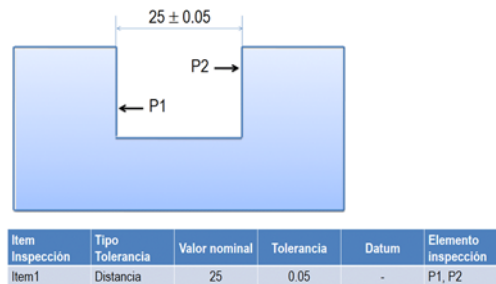 25 ± 0.05
P2
P1
Item Inspección Tipo Tolerancia Valor nominal Tolerancia Datum Elemento inspección
Item1 Distancia 25 0.05 - P1, P2